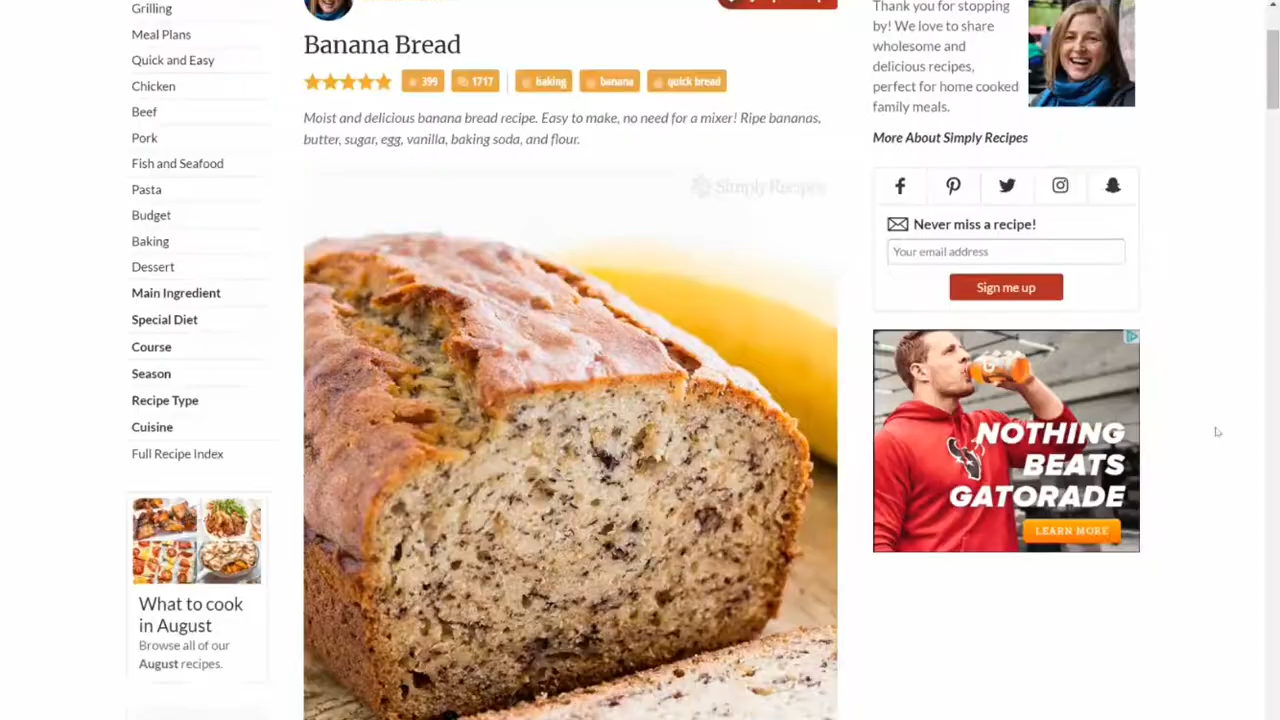 Grilling
Meal Plans
Quick and Easy
Chicken
Beef
Pork
Fish and Seafood
Pasta
Budget
Baking
Dessert
Main Ingredient
Special Diet
Course
Season
Recipe Type
Cuisine
Full Recipe Index
What to cook
in August
Browse all of our
August recipes.
Banana Bread
399
1717
baking
banana
quick bread
Moist and delicious banana bread recipe. Easy to make, no need for a mixer! Ripe bananas,
butter, sugar, egg, vanilla, baking soda, and flour.
Simply Recipes
Thank you for stopping
by! We love to share
wholesome and
delicious recipes,
perfect for home cooked
family meals.
More About Simply Recipes
Never miss a recipe!
Your email address
Sign me up
NOTHING
BEATS
GATORADE
LEARN MORE